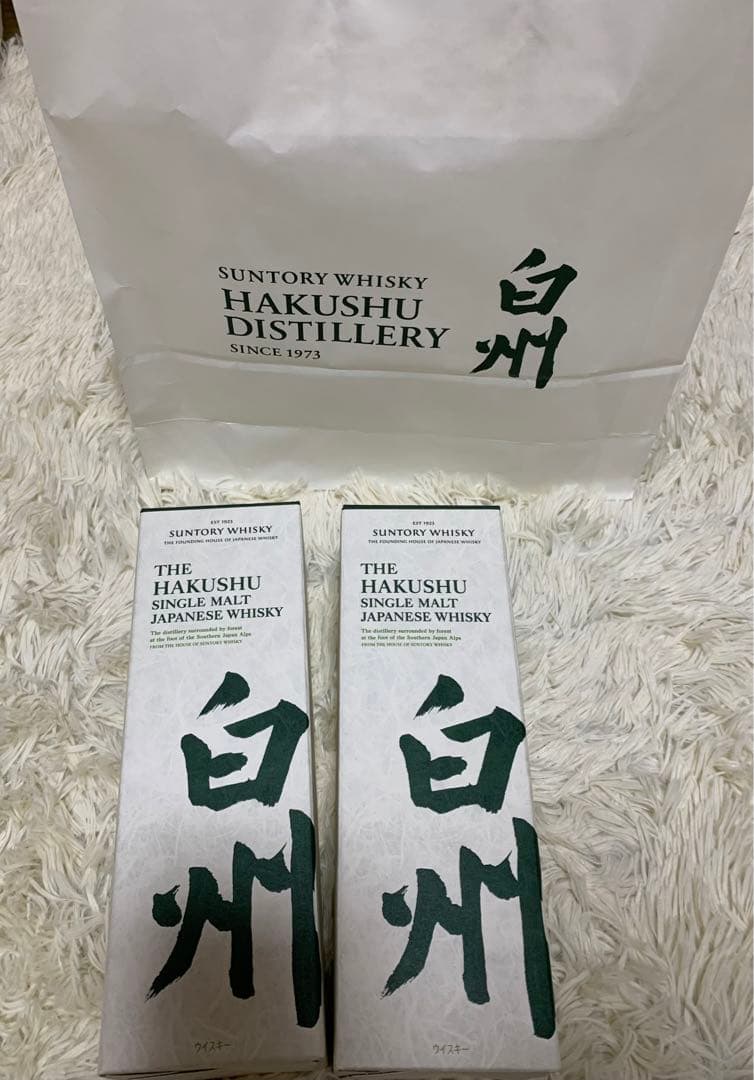 SUNTORY WHISKY
HAKUSHU
DISTILLERY
SINCE 1973
白州
EST 1923
SUNTORY WHISKY
THE FOUNDING HOUSE OF JAPANESE WHISKY
THE
HAKUSHU
SINGLE MALT
JAPANESE WHISKY
The distillery surrounded by forest
at the foot of the Southern Japan Alps
FROM THE HOUSE OF SUNTORY WHISKY
白州
ウイスキー
EST 1923
SUNTORY WHISKY
THE FOUNDING HOUSE OF JAPANESE WHISKY
THE
HAKUSHU
SINGLE MALT
JAPANESE WHISKY
The distillery surrounded by forest
at the foot of the Southern Japan Alps
FROM THE HOUSE OF SUNTORY WHISKY
白州
ウイスキー